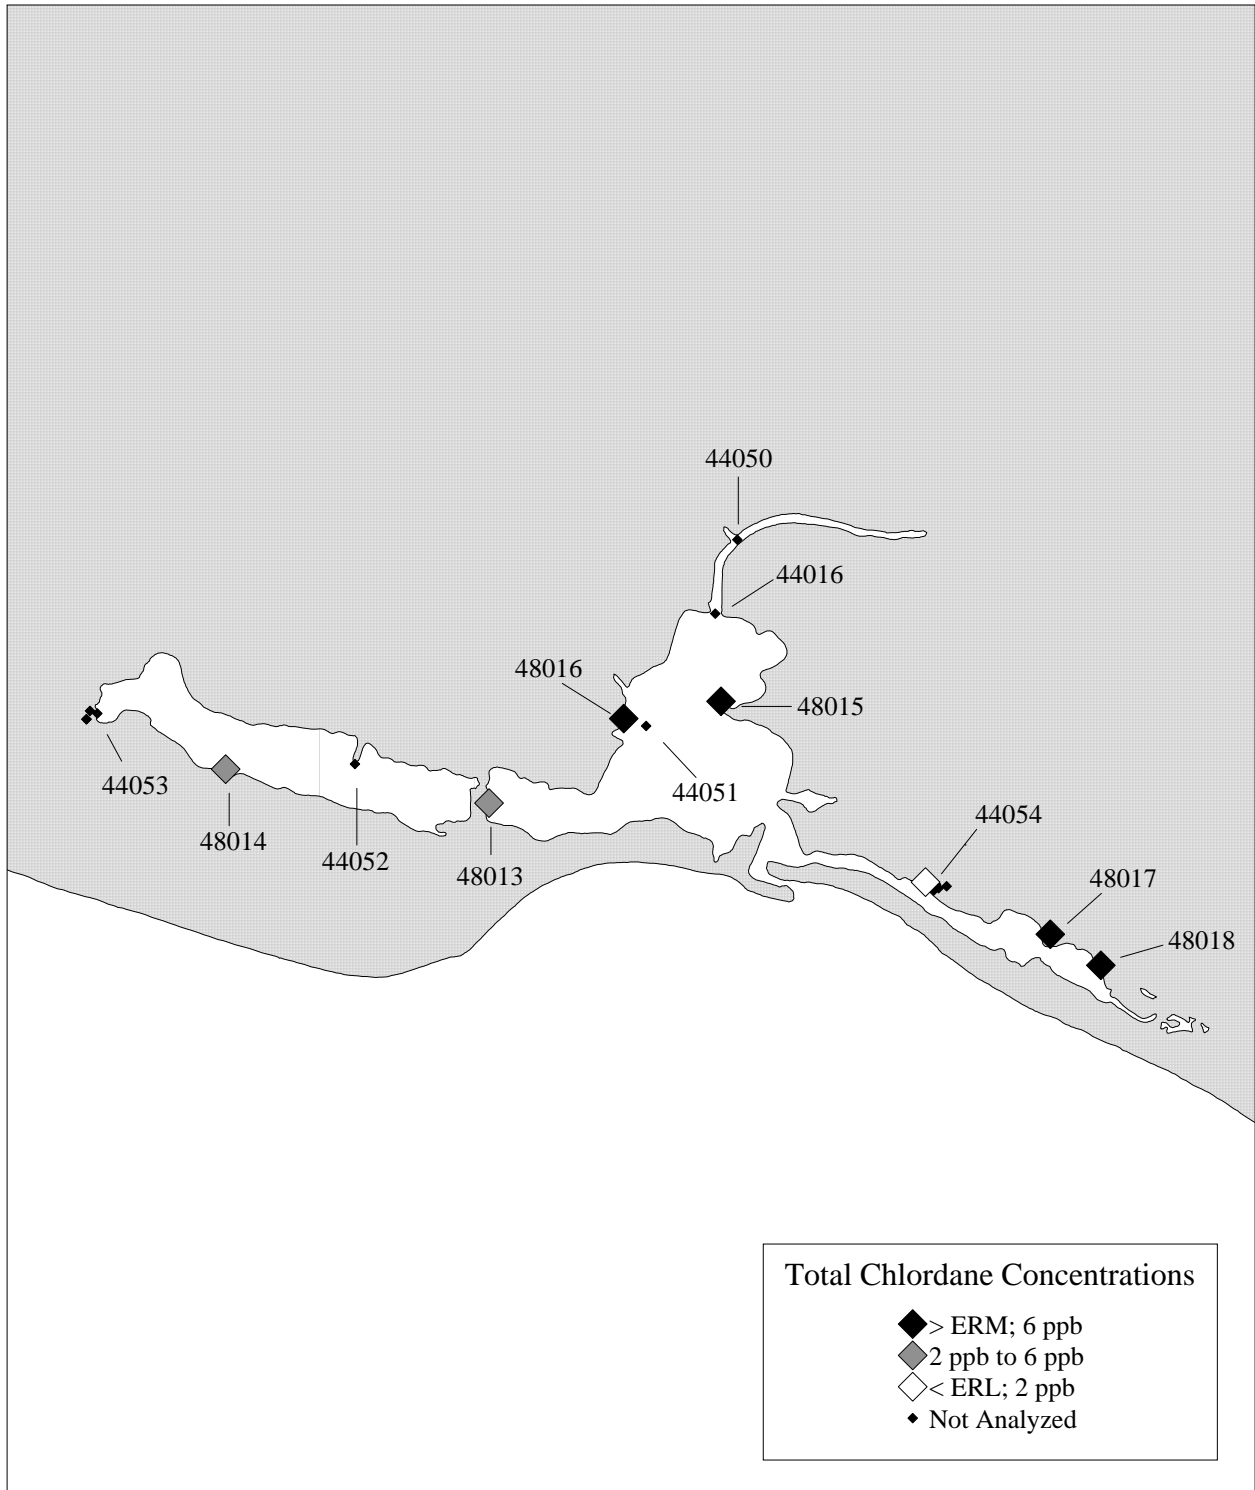 44050
44016
48016
48015
44053
44051
48014
44052
48013
44054
48017
48018
Total Chlordane Concentrations
> ERM; 6 ppb
2 ppb to 6 ppb
< ERL; 2 ppb
Not Analyzed